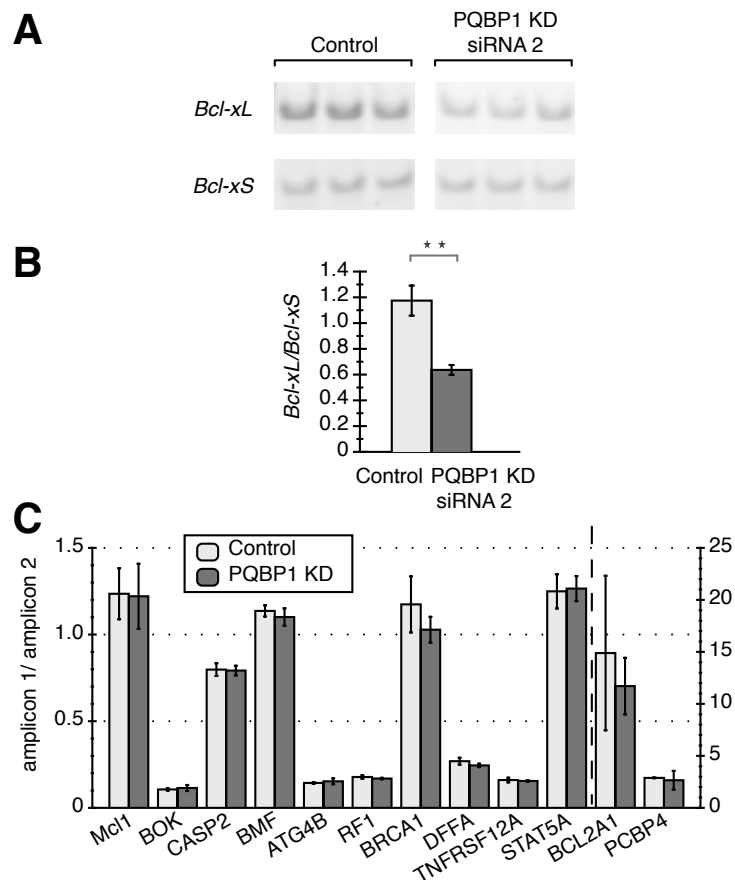 A
Control
PQBP1 KD
siRNA 2
Bcl-xL
Bcl-xS
B
★ ★
Bcl-xL/Bcl-xS
1.4
1.2
1.0
0.8
0.6
0.4
0.2
0
Control PQBP1 KD
siRNA 2
C
amplicon 1/ amplicon 2
1.5
1.0
0.5
0
Control
PQBP1 KD
25
20
15
10
5
0
Mcl1
BOK
CASP2
BMF
ATG4B
RF1
BRCA1
DFFA
TNFRSF12A
STAT5A
BCL2A1
PCBP4